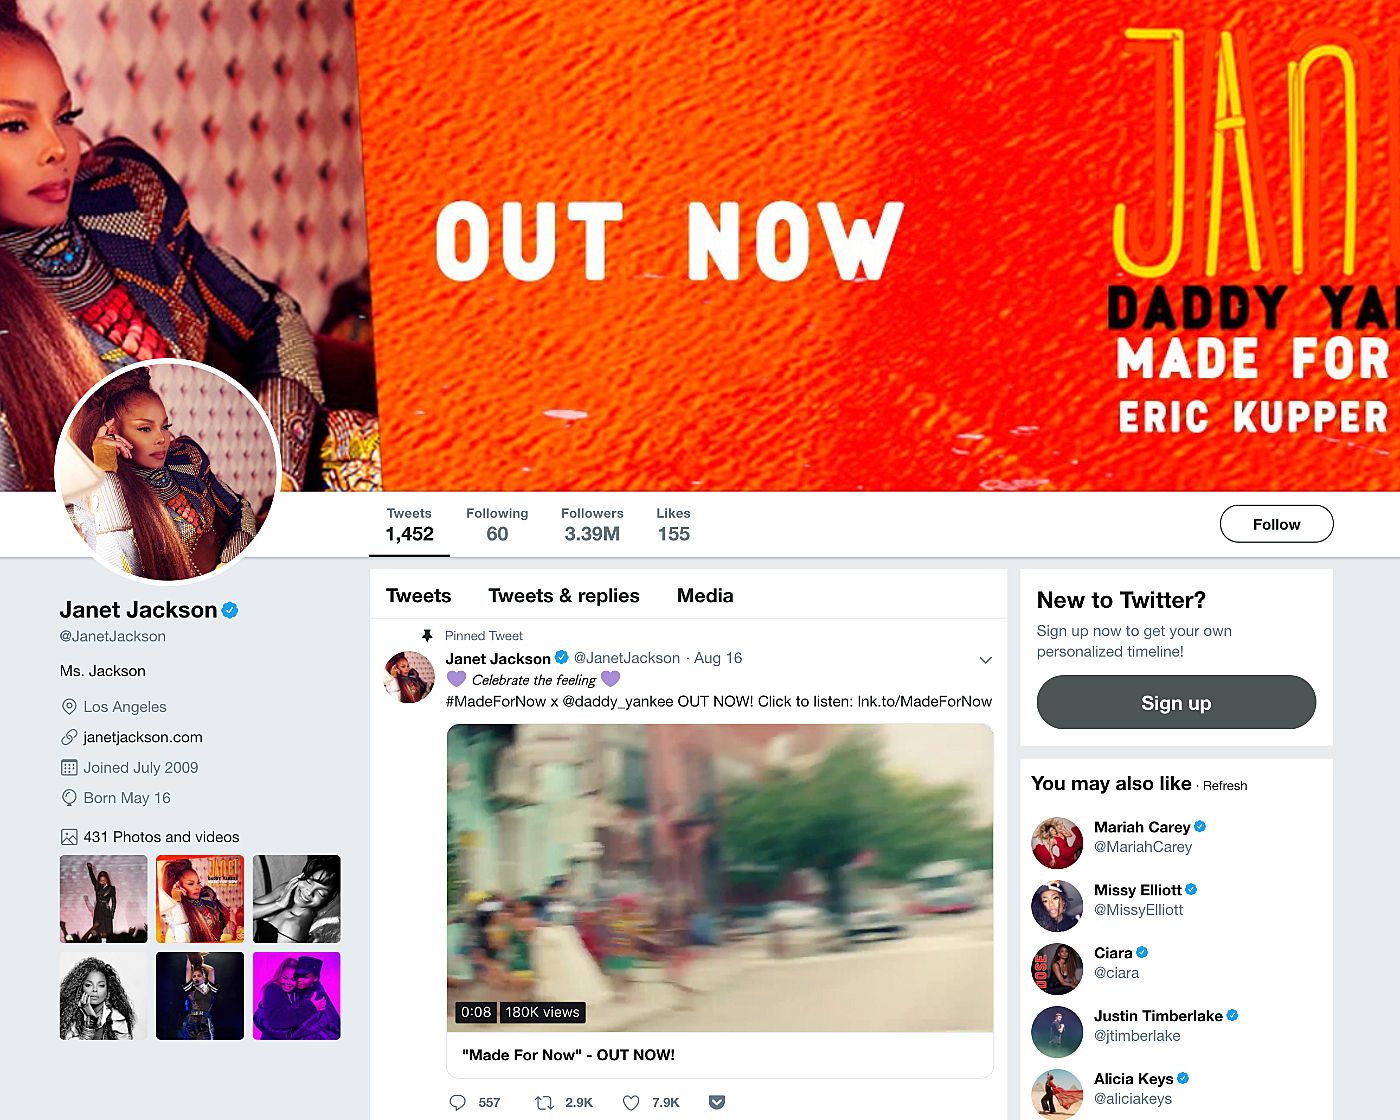 OUT NOW
JAN
DADDY YA
MADE FOR
ERIC KUPPER
Tweets
1,452
Following
60
Followers
3.39M
Likes
155
Follow
Janet Jackson
@JanetJackson
Ms. Jackson
Los Angeles
janetjackson.com
Joined July 2009
Born May 16
431 Photos and videos
JANET
Tweets
Tweets & replies
Media
Pinned Tweet
Janet Jackson @JanetJackson · Aug 16
💜 Celebrate the feeling 💜
#MadeForNow x @daddy_yankee OUT NOW! Click to listen: lnk.to/MadeForNow
0:08
180K views
"Made For Now" - OUT NOW!
557
2.9K
7.9K
New to Twitter?
Sign up now to get your own
personalized timeline!
Sign up
You may also like · Refresh
Mariah Carey
@MariahCarey
Missy Elliott
@MissyElliott
Ciara
@ciara
Justin Timberlake
@jtimberlake
Alicia Keys
@aliciakeys